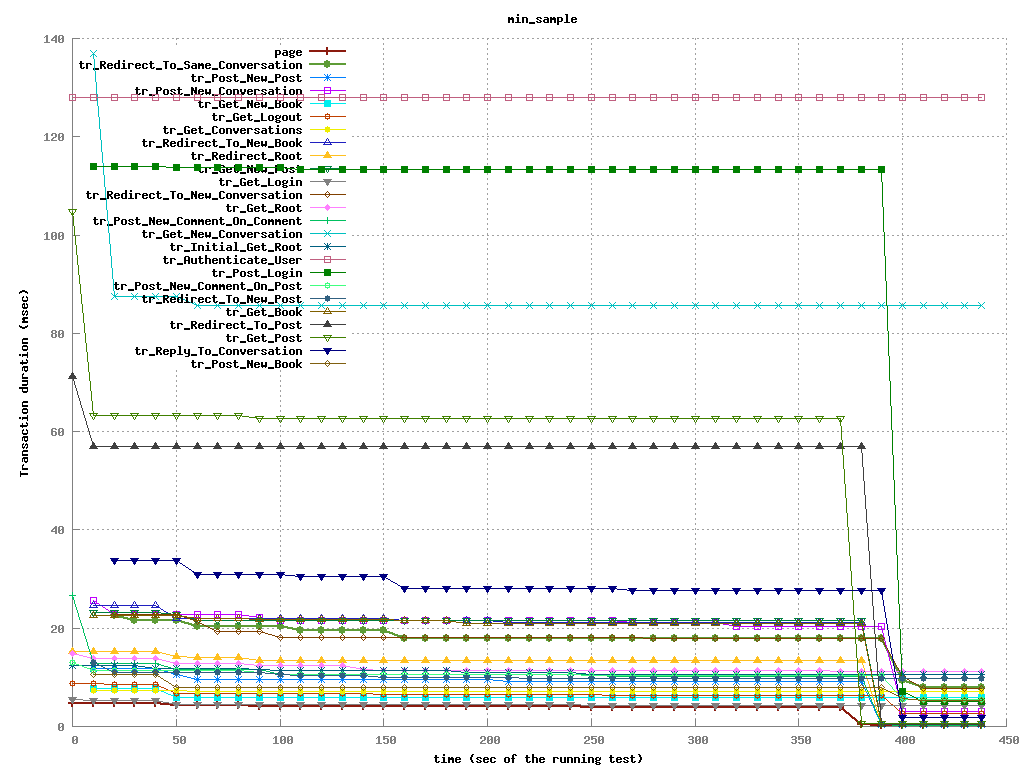 min_sample
140
120
100
80
60
40
20
0
Transaction duration (msec)
page
tr_Redirect_To_Same_Conversation
tr_Post_New_Post
tr_Post_New_Conversation
tr_Get_New_Book
tr_Get_Logout
tr_Get_Conversations
tr_Redirect_To_New_Book
tr_Redirect_Root
tr_Get_New_Post
tr_Get_Login
tr_Redirect_To_New_Conversation
tr_Get_Root
tr_Post_New_Comment_On_Comment
tr_Get_New_Conversation
tr_Initial_Get_Root
tr_Authenticate_User
tr_Post_Login
tr_Post_New_Comment_On_Post
tr_Redirect_To_New_Post
tr_Get_Book
tr_Redirect_To_Post
tr_Get_Post
tr_Reply_To_Conversation
tr_Post_New_Book
0 50 100 150 200 250 300 350 400 450
time (sec of the running test)